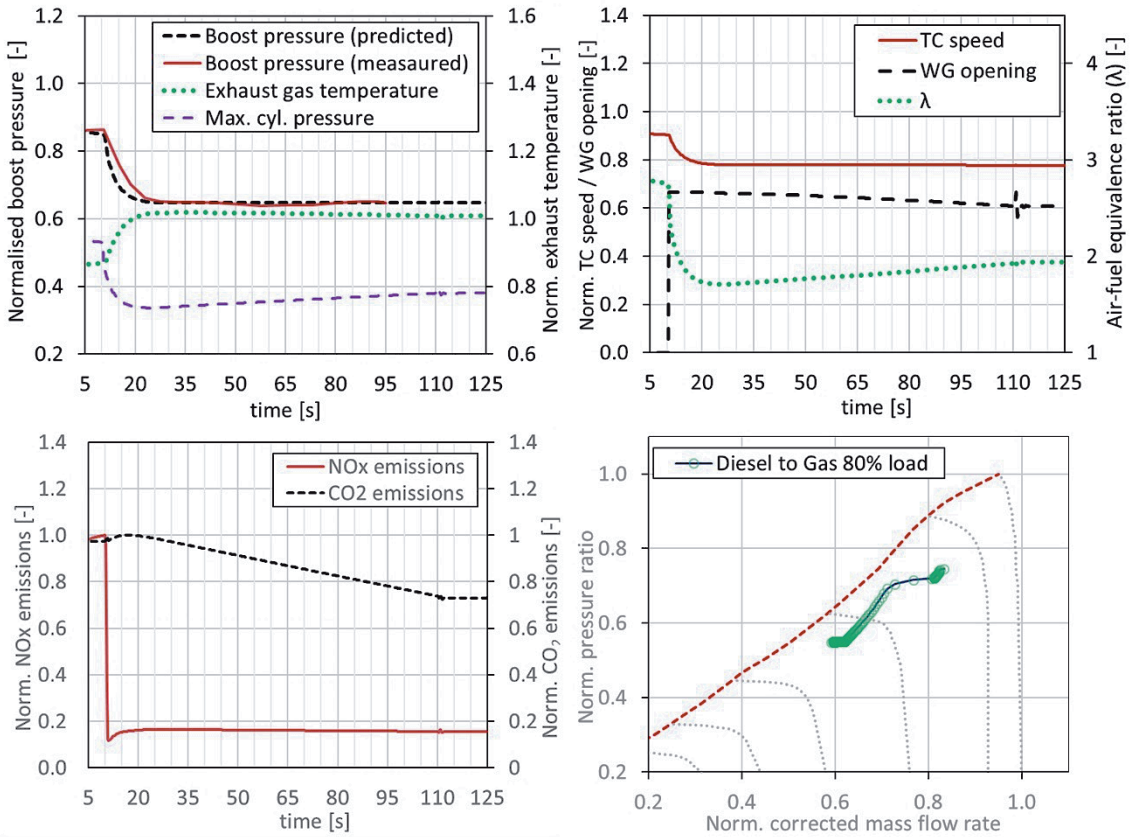 Normalised boost pressure [-]
1.2
1.0
0.8
0.6
0.4
0.2
Boost pressure (predicted)
Boost pressure (measaured)
Exhaust gas temperature
Max. cyl. pressure
1.6
1.4
1.2
1.0
0.8
0.6
Norm. exhaust temperature [-]
5 20 35 50 65 80 95 110 125
time [s]
Norm. TC speed / WG opening [-]
1.4
1.2
1.0
0.8
0.6
0.4
0.2
0.0
TC speed
WG opening
λ
4
3
2
1
Air-fuel equivalence ratio (λ) [-]
5 20 35 50 65 80 95 110 125
time [s]
Norm. NOx emissions [-]
1.4
1.2
1.0
0.8
0.6
0.4
0.2
0.0
NOx emissions
CO2 emissions
1.4
1.2
1.0
0.8
0.6
0.4
0.2
0
Norm. CO₂ emissions [-]
5 20 35 50 65 80 95 110 125
time [s]
Norm. pressure ratio
1.0
0.8
0.6
0.4
0.2
Diesel to Gas 80% load
0.2 0.4 0.6 0.8 1.0
Norm. corrected mass flow rate